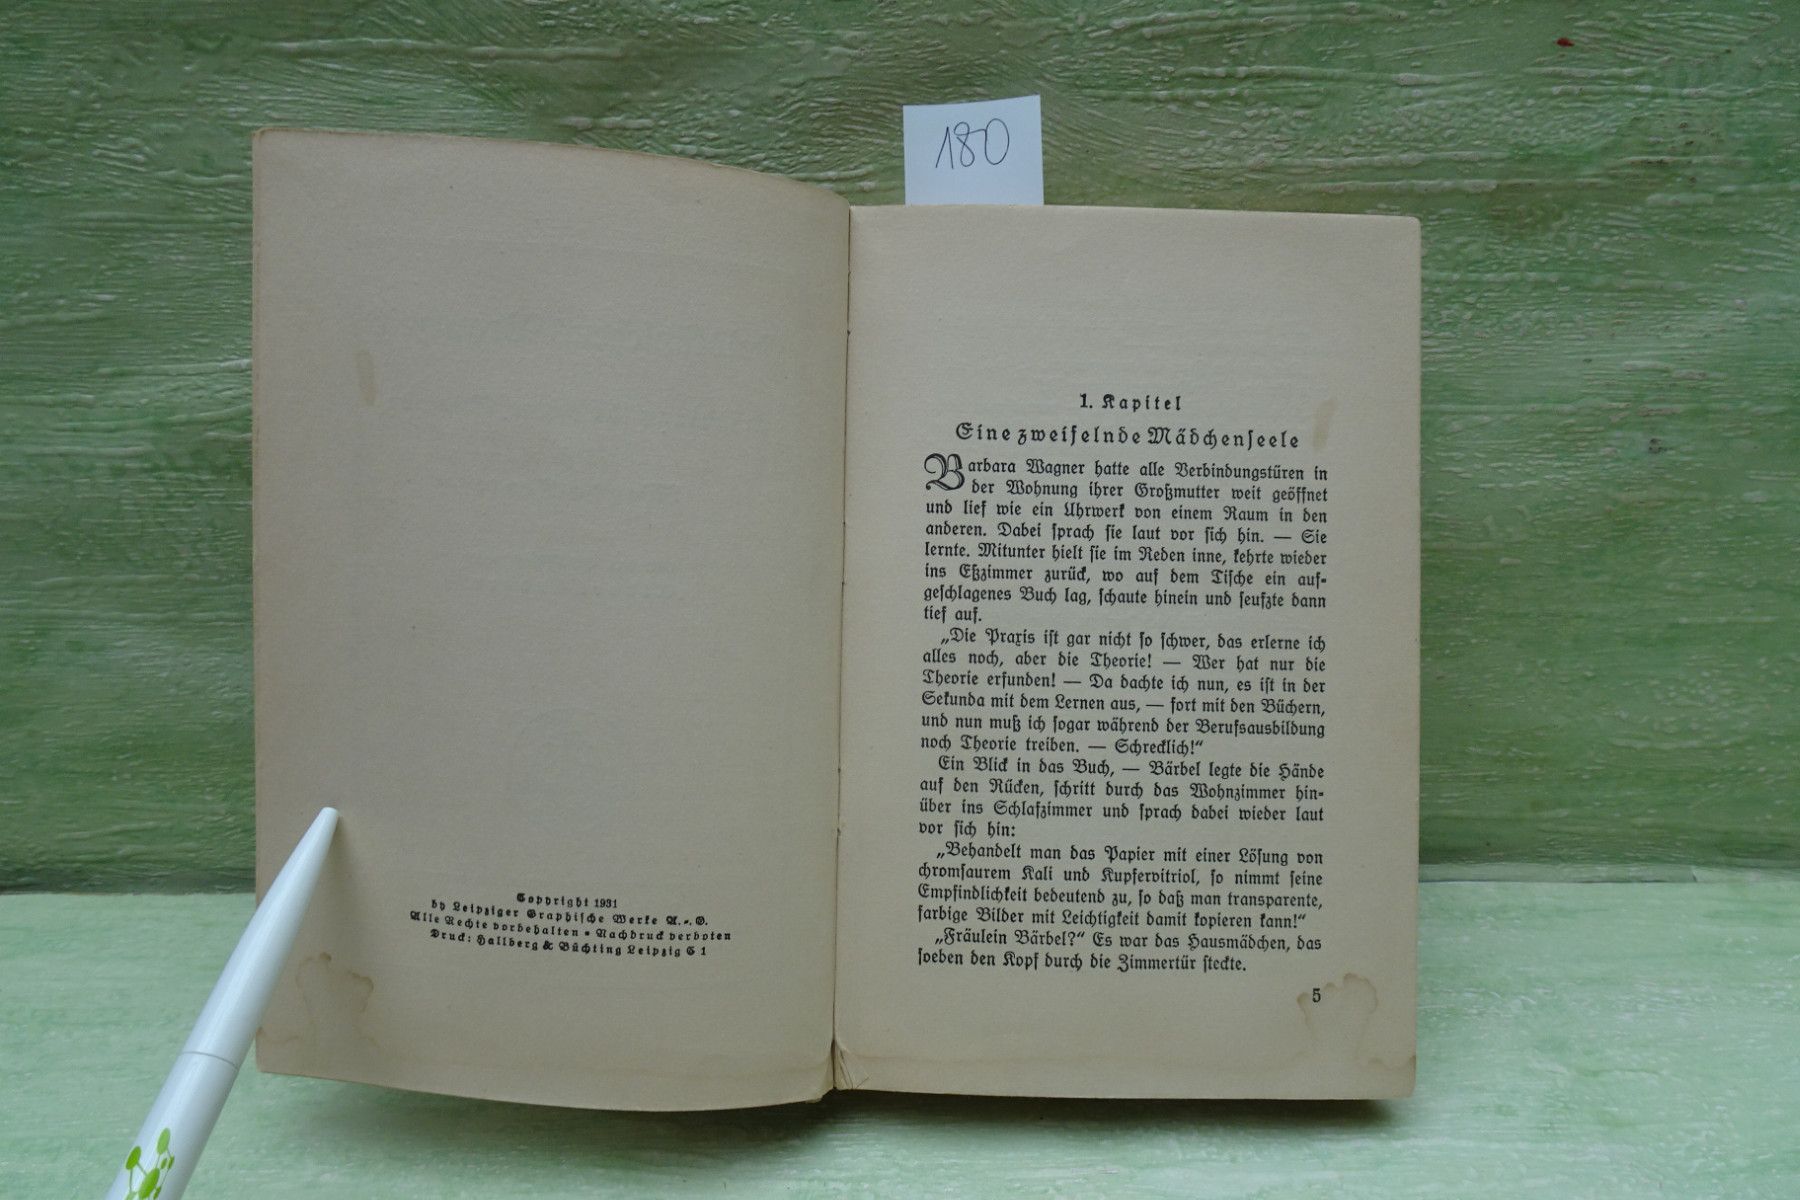 180
Copyright 1931
by Leipziger Graphische Werke A.-G.
Alle Rechte vorbehalten - Nachdruck verboten
Druck: Hallberg & Büchting Leipzig C 1
1. Kapitel
Eine zweifelnde Mädchenseele
Barbara Wagner hatte alle Verbindungstüren in
der Wohnung ihrer Großmutter weit geöffnet
und lief wie ein Uhrwerk von einem Raum in den
anderen. Dabei sprach sie laut vor sich hin. — Sie
lernte. Mitunter hielt sie im Reden inne, kehrte wieder
ins Eßzimmer zurück, wo auf dem Tische ein auf-
geschlagenes Buch lag, schaute hinein und seufzte dann
tief auf.
„Die Praxis ist gar nicht so schwer, das erlerne ich
alles noch, aber die Theorie! — Wer hat nur die
Theorie erfunden! — Da dachte ich nun, es ist in der
Sekunda mit dem Lernen aus, — fort mit den Büchern,
und nun muß ich sogar während der Berufsausbildung
noch Theorie treiben. — Schrecklich!“
Ein Blick in das Buch, — Bärbel legte die Hände
auf den Rücken, schritt durch das Wohnzimmer hin-
über ins Schlafzimmer und sprach dabei wieder laut
vor sich hin:
„Behandelt man das Papier mit einer Lösung von
chromsaurem Kali und Kupfervitriol, so nimmt seine
Empfindlichkeit bedeutend zu, so daß man transparente,
farbige Bilder mit Leichtigkeit damit kopieren kann!“
„Fräulein Bärbel?“ Es war das Hausmädchen, das
soeben den Kopf durch die Zimmertür steckte.
5